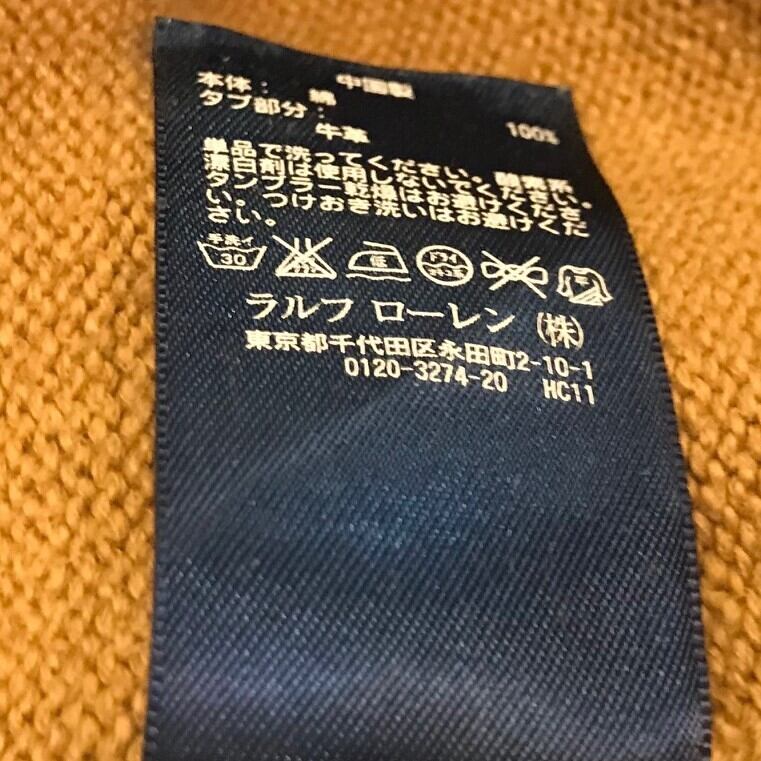 中国製
本体：
綿 100%
タブ部分：
牛革
単品で洗ってください。酸素系
漂白剤は使用しないでください。
タンブラー乾燥はお避けくださ
い。つけおき洗いはお避けくだ
さい。
手洗イ 30 低 ドライ セキユ系
ラルフ ローレン（株）
東京都千代田区永田町2-10-1
0120-3274-20 HC11